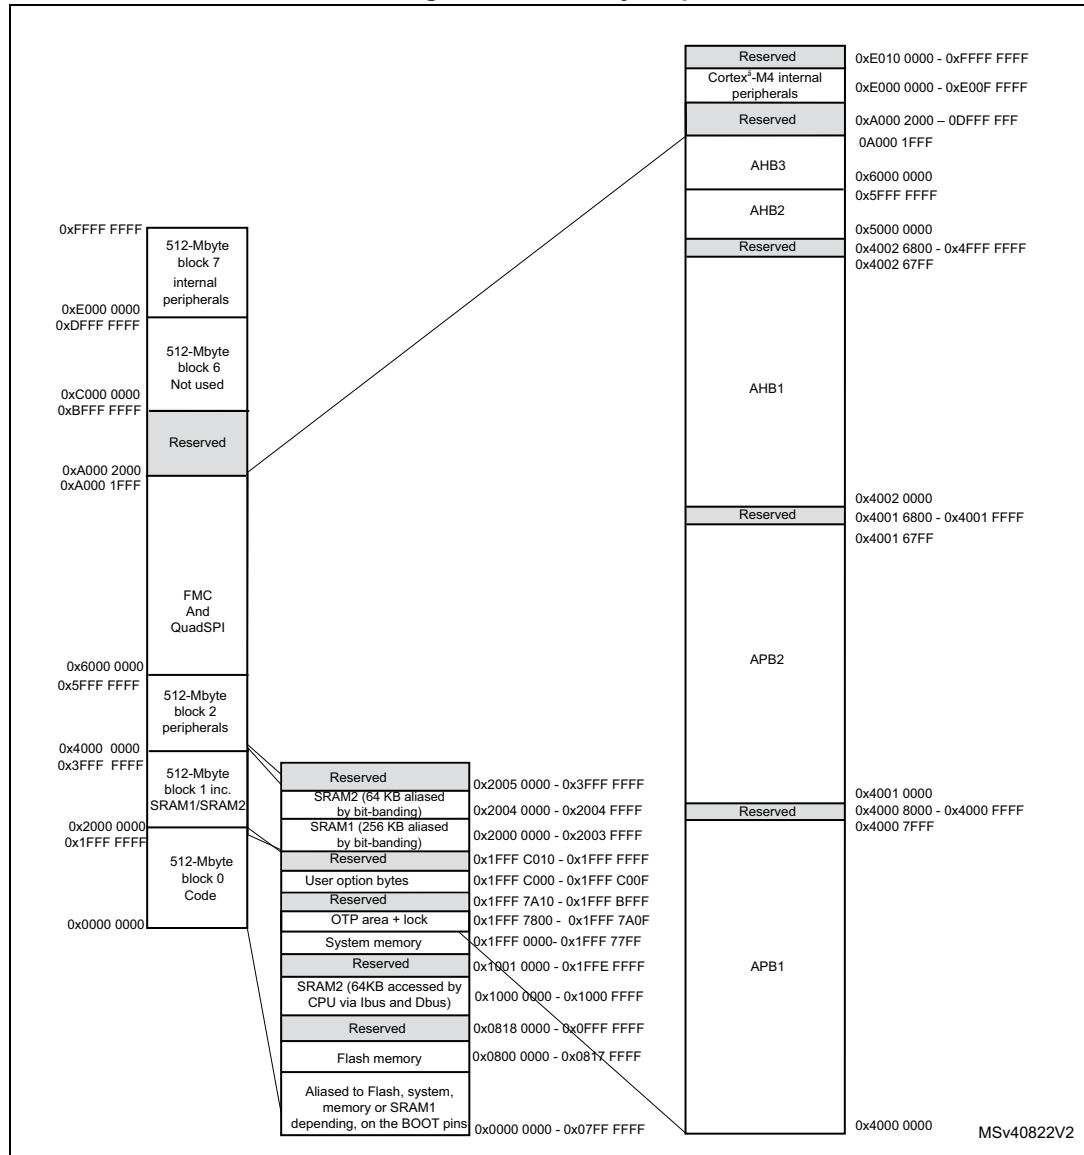 0xFFFF FFFF
512-Mbyte
block 7
internal
peripherals
0xE000 0000
0xDFFF FFFF
512-Mbyte
block 6
Not used
0xC000 0000
0xBFFF FFFF
Reserved
0xA000 2000
0xA000 1FFF
FMC
And
QuadSPI
0x6000 0000
0x5FFF FFFF
512-Mbyte
block 2
peripherals
0x4000 0000
0x3FFF FFFF
512-Mbyte
block 1 inc.
SRAM1/SRAM2
0x2000 0000
0x1FFF FFFF
512-Mbyte
block 0
Code
0x0000 0000
Reserved
0x2005 0000 - 0x3FFF FFFF
SRAM2 (64 KB aliased
by bit-banding)
0x2004 0000 - 0x2004 FFFF
SRAM1 (256 KB aliased
by bit-banding)
0x2000 0000 - 0x2003 FFFF
Reserved
0x1FFF C010 - 0x1FFF FFFF
User option bytes
0x1FFF C000 - 0x1FFF C00F
Reserved
0x1FFF 7A10 - 0x1FFF BFFF
OTP area + lock
0x1FFF 7800 - 0x1FFF 7A0F
System memory
0x1FFF 0000- 0x1FFF 77FF
Reserved
0x1001 0000 - 0x1FFE FFFF
SRAM2 (64KB accessed by
CPU via Ibus and Dbus)
0x1000 0000 - 0x1000 FFFF
Reserved
0x0818 0000 - 0x0FFF FFFF
Flash memory
0x0800 0000 - 0x0817 FFFF
Aliased to Flash, system,
memory or SRAM1
depending, on the BOOT pins
0x0000 0000 - 0x07FF FFFF
Reserved
0xE010 0000 - 0xFFFF FFFF
Cortexâ-M4 internal
peripherals
0xE000 0000 - 0xE00F FFFF
Reserved
0xA000 2000 – 0DFFF FFF
0A000 1FFF
AHB3
0x6000 0000
0x5FFF FFFF
AHB2
0x5000 0000
Reserved
0x4002 6800 - 0x4FFF FFFF
0x4002 67FF
AHB1
0x4002 0000
Reserved
0x4001 6800 - 0x4001 FFFF
0x4001 67FF
APB2
0x4001 0000
Reserved
0x4000 8000 - 0x4000 FFFF
0x4000 7FFF
APB1
0x4000 0000
MSv40822V2